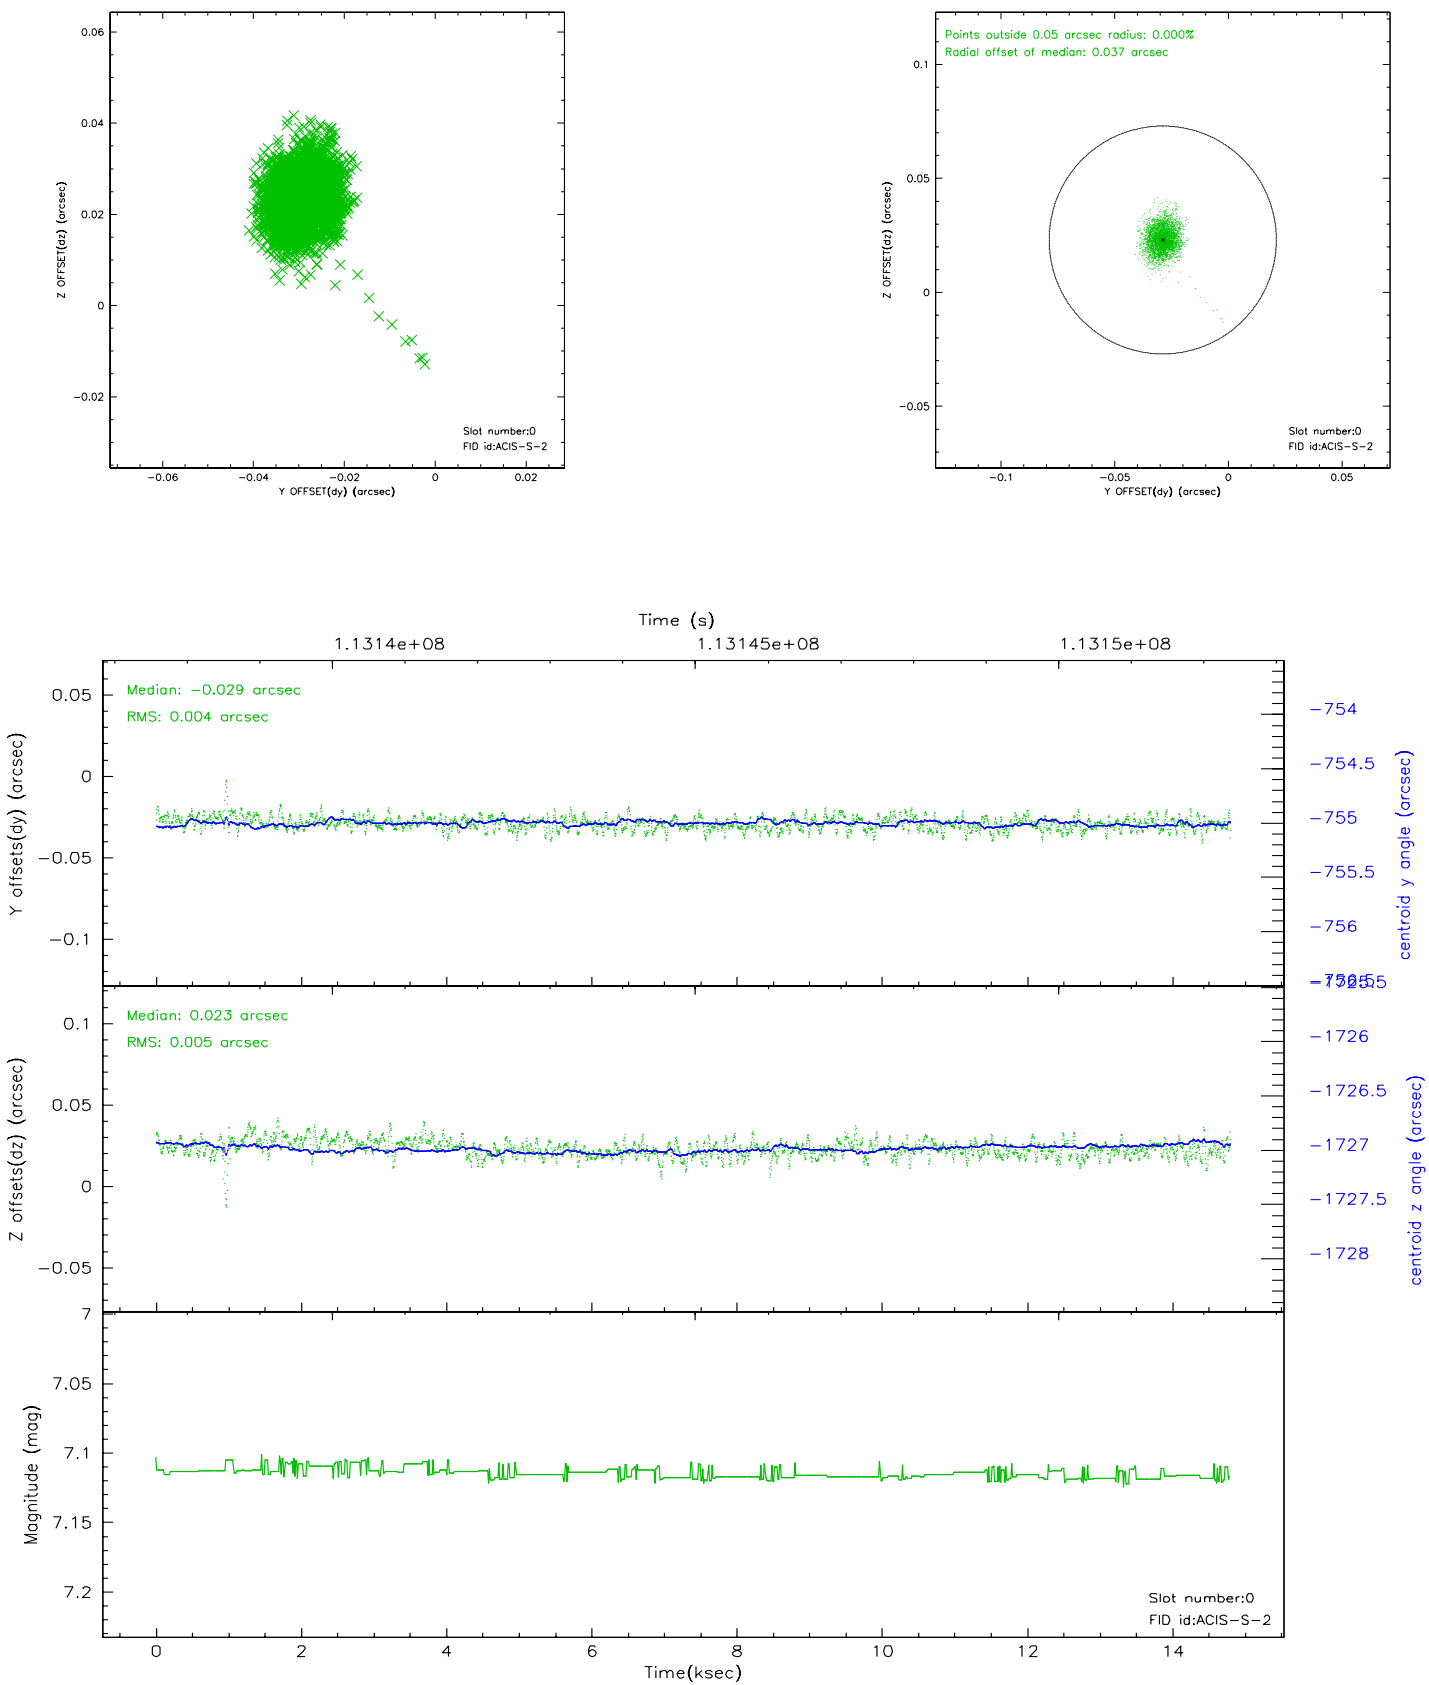 0.06
0.04
0.02
0
−0.02
Z OFFSET(dz) (arcsec)
Slot number:0
FID id:ACIS−S−2
−0.06
−0.04
−0.02
0
0.02
Y OFFSET(dy) (arcsec)
Points outside 0.05 arcsec radius: 0.000%
Radial offset of median: 0.037 arcsec
0.1
0.05
0
−0.05
Z OFFSET(dz) (arcsec)
Slot number:0
FID id:ACIS−S−2
−0.1
−0.05
0
0.05
Y OFFSET(dy) (arcsec)
Time (s)
1.1314e+08
1.13145e+08
1.1315e+08
Median: −0.029 arcsec
RMS: 0.004 arcsec
0.05
0
−0.05
−0.1
Y offsets(dy) (arcsec)
−754
−754.5
−755
−755.5
−756
centroid y angle (arcsec)
Median: 0.023 arcsec
RMS: 0.005 arcsec
0.1
0.05
0
−0.05
Z offsets(dz) (arcsec)
−1726
−1726.5
−1727
−1727.5
−1728
centroid z angle (arcsec)
7
7.05
7.1
7.15
7.2
Magnitude (mag)
Slot number:0
FID id:ACIS−S−2
0
2
4
6
8
10
12
14
Time(ksec)